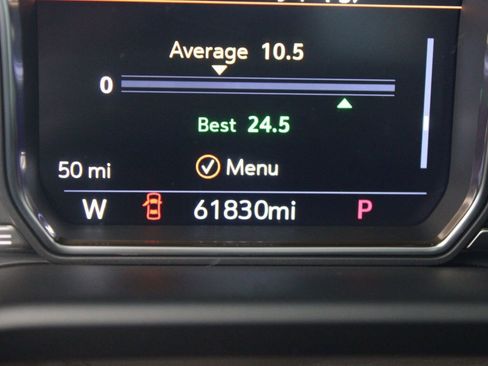 Average 10.5
0
Best 24.5
50 mi Menu
W 61830mi P